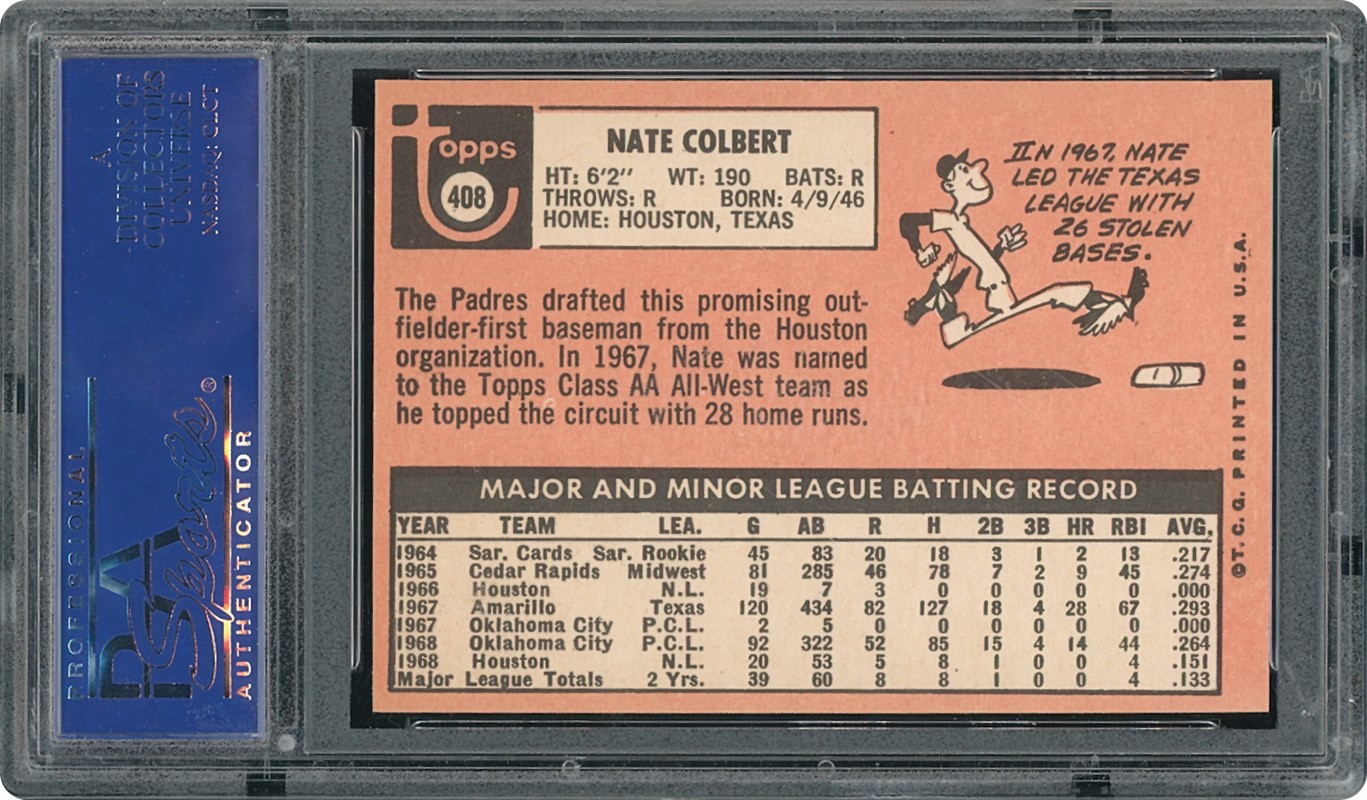 A
DIVISION OF
COLLECTORS
UNIVERSE
NASDAQ: CLCT
PROFESSIONAL
PSA
Sports®
AUTHENTICATOR
Topps
408
NATE COLBERT
HT: 6'2" WT: 190 BATS: R
THROWS: R BORN: 4/9/46
HOME: HOUSTON, TEXAS
IN 1967, NATE
LED THE TEXAS
LEAGUE WITH
26 STOLEN
BASES.
The Padres drafted this promising out-
fielder-first baseman from the Houston
organization. In 1967, Nate was named
to the Topps Class AA All-West team as
he topped the circuit with 28 home runs.
MAJOR AND MINOR LEAGUE BATTING RECORD
YEAR TEAM LEA. G AB R H 2B 3B HR RBI AVG.
1964 Sar. Cards Sar. Rookie 45 83 20 18 3 1 2 13 .217
1965 Cedar Rapids Midwest 81 285 46 78 7 2 9 45 .274
1966 Houston N.L. 19 7 3 0 0 0 0 0 .000
1967 Amarillo Texas 120 434 82 127 18 4 28 67 .293
1967 Oklahoma City P.C.L. 2 5 0 0 0 0 0 0 .000
1968 Oklahoma City P.C.L. 92 322 52 85 15 4 14 44 .264
1968 Houston N.L. 20 53 5 8 1 0 0 4 .151
Major League Totals 2 Yrs. 39 60 8 8 1 0 0 4 .133
©T.C.G. PRINTED IN U.S.A.